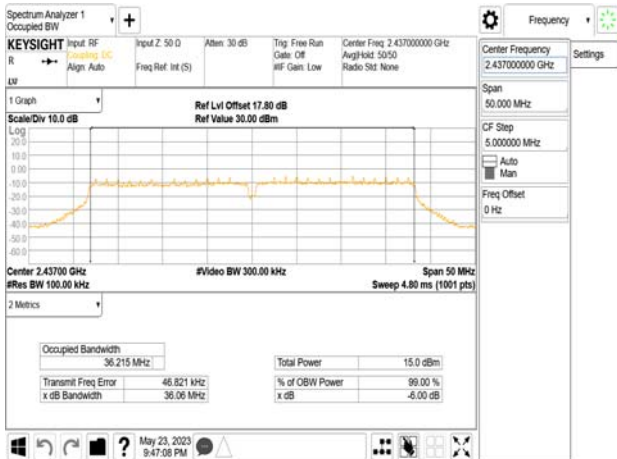 Spectrum Analyzer 1
Occupied BW
Frequency
KEYSIGHT
R
Input: RF
Coupling: DC
Align: Auto
Input Z: 50 Ω
Freq Ref: Int (S)
Atten: 30 dB
Trig: Free Run
Gate: Off
#IF Gain: Low
Center Freq: 2.437000000 GHz
Avg|Hold: 50/50
Radio Std: None
Center Frequency
2.437000000 GHz
Settings
Span
50.000 MHz
CF Step
5.000000 MHz
Auto
Man
Freq Offset
0 Hz
1 Graph
Scale/Div 10.0 dB
Ref Lvl Offset 17.80 dB
Ref Value 30.00 dBm
Log
20.0
10.0
0.00
-10.0
-20.0
-30.0
-40.0
-50.0
-60.0
Center 2.43700 GHz
#Res BW 100.00 kHz
#Video BW 300.00 kHz
Span 50 MHz
Sweep 4.80 ms (1001 pts)
2 Metrics
Occupied Bandwidth
36.215 MHz
Total Power 15.0 dBm
Transmit Freq Error 46.821 kHz
% of OBW Power 99.00 %
x dB Bandwidth 36.06 MHz
x dB -6.00 dB
May 23, 2023
9:47:08 PM